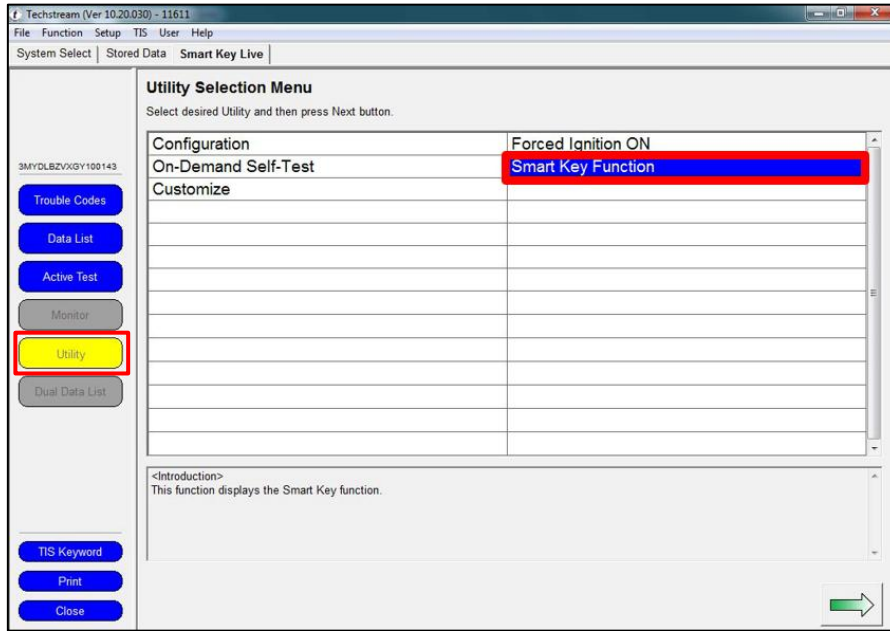 Techstream (Ver 10.20.030) - 11611
File Function Setup TIS User Help
System Select Stored Data Smart Key Live
Utility Selection Menu
Select desired Utility and then press Next button.
Configuration Forced Ignition ON
On-Demand Self-Test Smart Key Function
Customize
3MYDLBZVXGY100143
Trouble Codes
Data List
Active Test
Monitor
Utility
Dual Data List
<Introduction>
This function displays the Smart Key function.
TIS Keyword
Print
Close